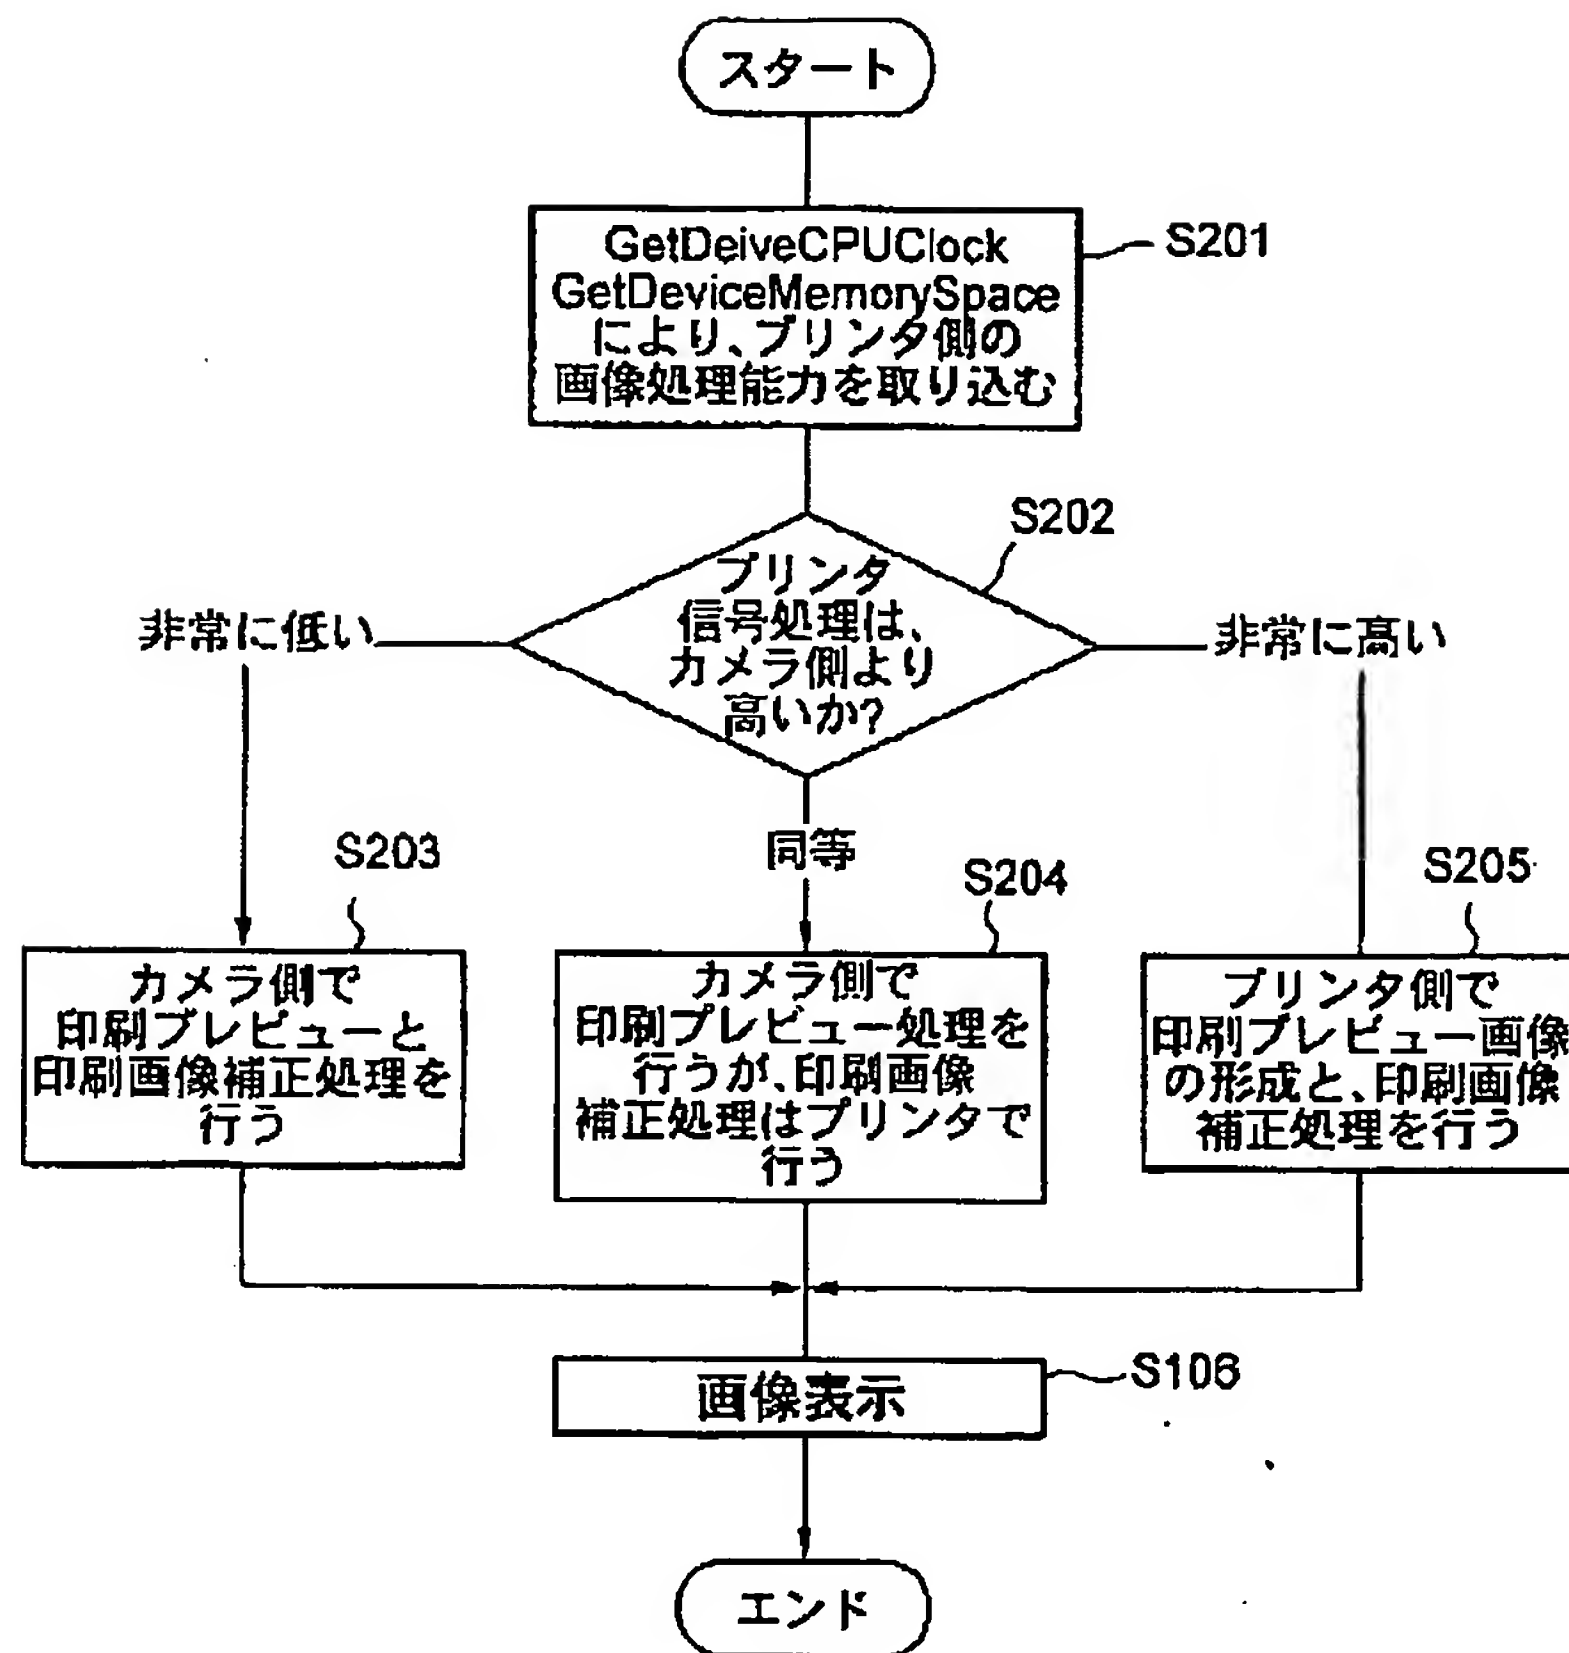 スタート
GetDeiveCPUClock
GetDeviceMemorySpace
により、プリンタ側の
画像処理能力を取り込む
S201
S202
プリンタ
信号処理は、
カメラ側より
高いか?
非常に低い
非常に高い
同等
S203
カメラ側で
印刷プレビューと
印刷画像補正処理を
行う
S204
カメラ側で
印刷プレビュー処理を
行うが、印刷画像
補正処理はプリンタで
行う
S205
プリンタ側で
印刷プレビュー画像
の形成と、印刷画像
補正処理を行う
画像表示
S106
エンド